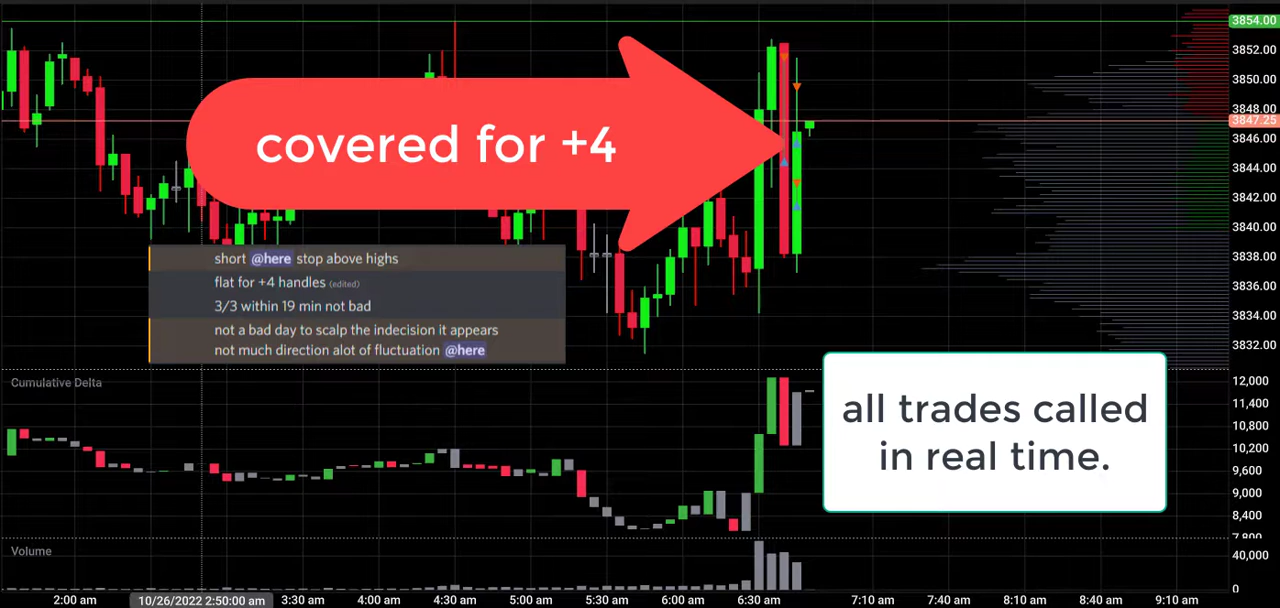 3854.00
3852.00
3850.00
3848.00
3847.25
3846.00
3844.00
3842.00
3840.00
3838.00
3836.00
3834.00
3832.00
covered for +4
short @here stop above highs
flat for +4 handles (edited)
3/3 within 19 min not bad
not a bad day to scalp the indecision it appears
not much direction alot of fluctuation @here
all trades called
in real time.
Cumulative Delta
12,000
11,400
10,800
10,200
9,600
9,000
8,400
7,800
Volume
40,000
0
2:00 am 10/26/2022 2:50:00 am 3:30 am 4:00 am 4:30 am 5:00 am 5:30 am 6:00 am 6:30 am 7:10 am 7:40 am 8:10 am 8:40 am 9:10 am